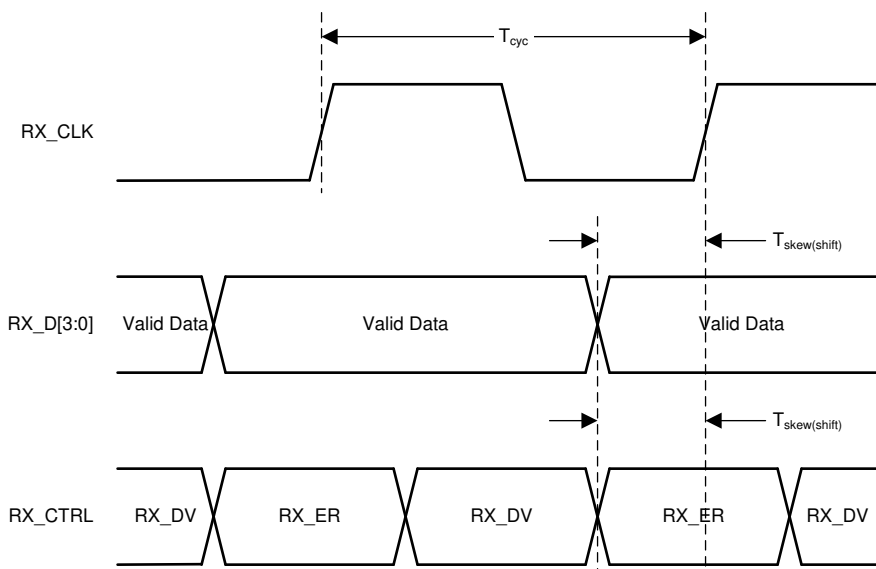 T_cyc
RX_CLK
T_skew(shift)
RX_D[3:0] Valid Data Valid Data Valid Data
T_skew(shift)
RX_CTRL RX_DV RX_ER RX_DV RX_ER RX_DV